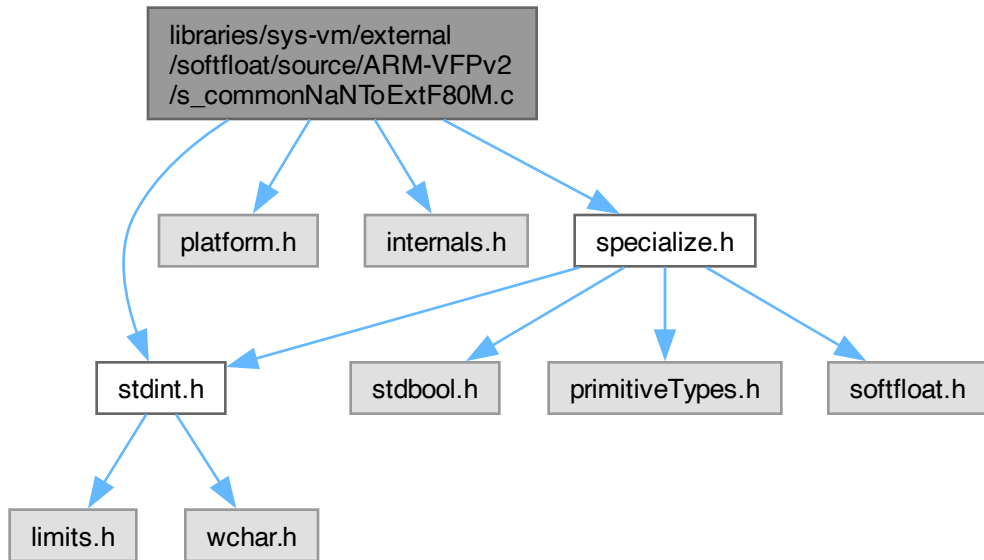 libraries/sys-vm/external
/softfloat/source/ARM-VFPv2
/s_commonNaNToExtF80M.c
platform.h
internals.h
specialize.h
stdint.h
stdbool.h
primitiveTypes.h
softfloat.h
limits.h
wchar.h